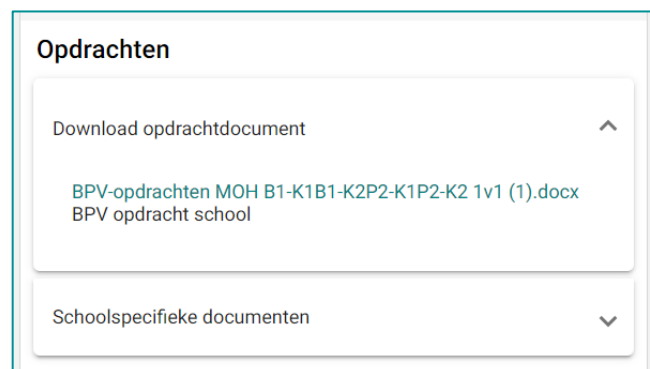 Opdrachten
Download opdrachtdocument
BPV-opdrachten MOH B1-K1B1-K2P2-K1P2-K2 1v1 (1).docx
BPV opdracht school
Schoolspecifieke documenten